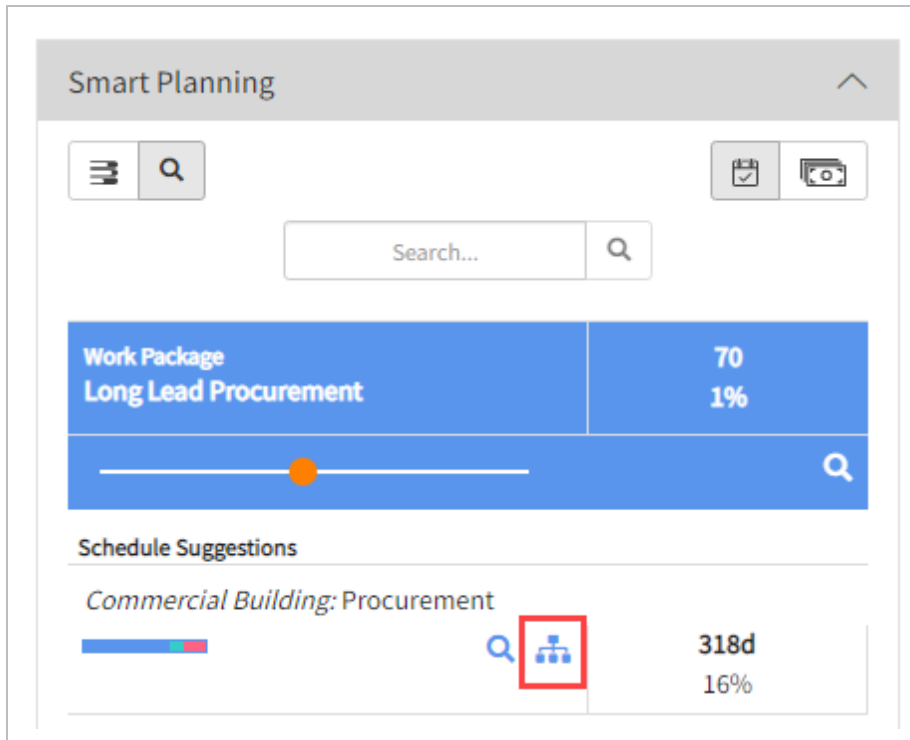 Smart Planning
Search...
Work Package
Long Lead Procurement
70
1%
Schedule Suggestions
Commercial Building: Procurement
318d
16%